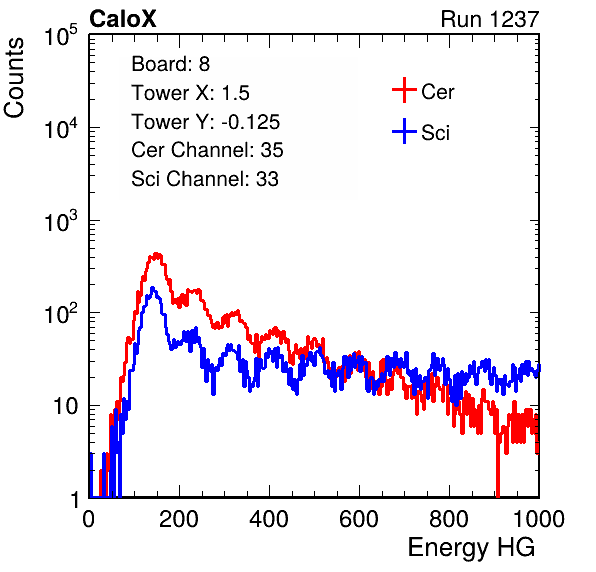 CaloX Run 1237
Counts
Board: 8
Tower X: 1.5
Tower Y: -0.125
Cer Channel: 35
Sci Channel: 33
Cer
Sci
10^5
10^4
10^3
10^2
10
1
0 200 400 600 800 1000
Energy HG